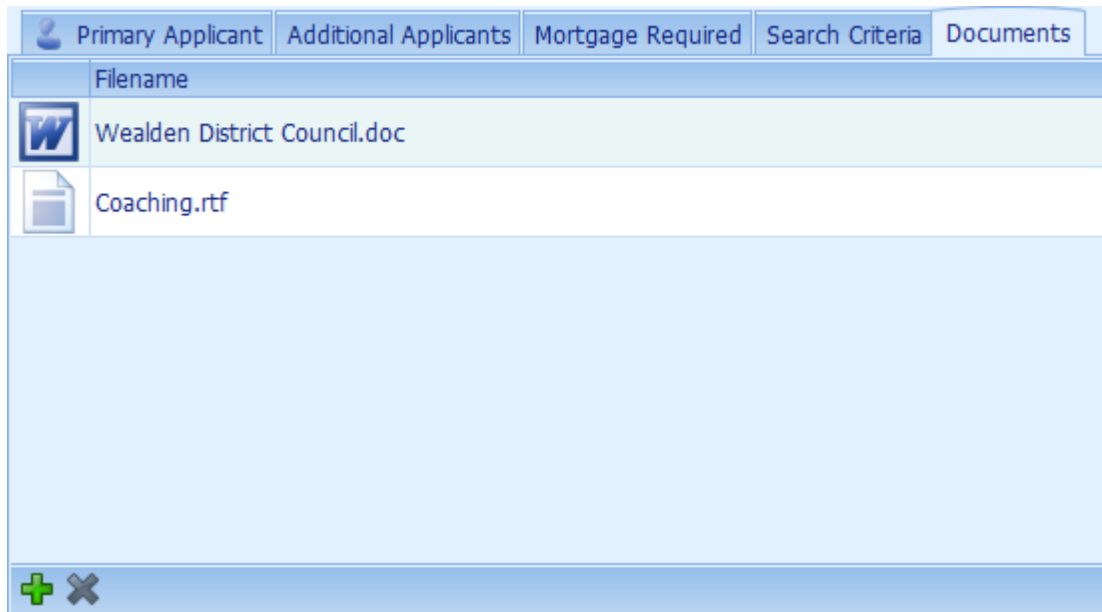 Primary Applicant Additional Applicants Mortgage Required Search Criteria Documents
Filename
W Wealden District Council.doc
Coaching.rtf